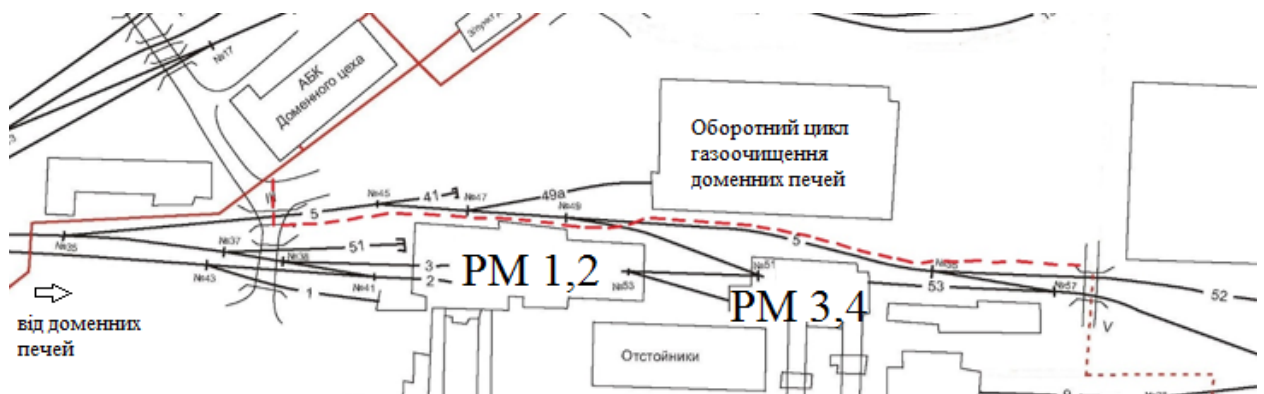 З/пункт
№17
АБК
Доменного цеха
Оборотний цикл
газоочищення
доменних печей
№45
41
№47
49а
№49
5
5
№35
№37
51
№38
№43
3
2
№41
1
РМ 1,2
№53
№51
РМ 3,4
53
№57
52
V
від доменних
печей
Отстойники